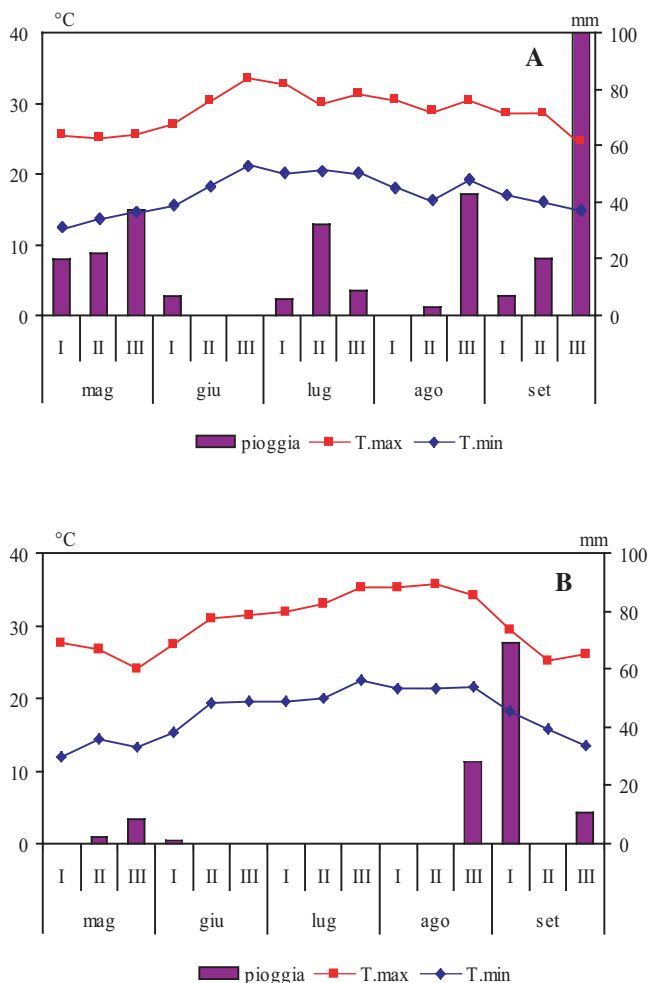 °C mm
40 100
A
30 80
60
20
40
10
20
0 0
I II III I II III I II III I II III I II III
mag giu lug ago set
pioggia T.max T.min
°C mm
40 100
B
30 80
60
20
40
10
20
0 0
I II III I II III I II III I II III I II III
mag giu lug ago set
pioggia T.max T.min